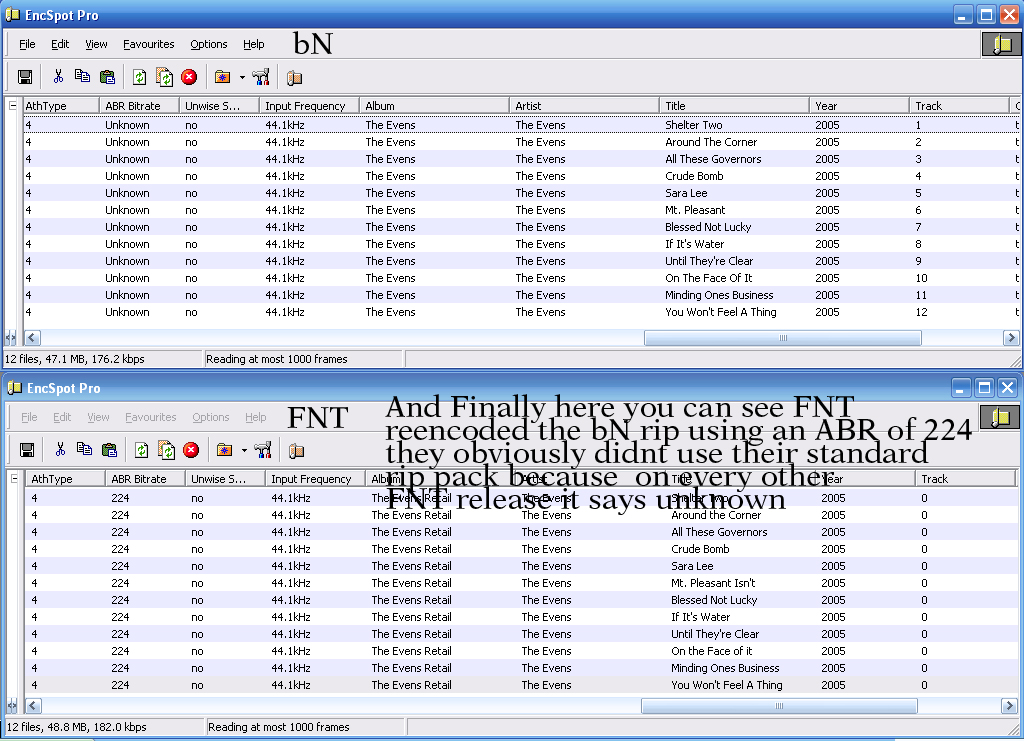 EncSpot Pro
File Edit View Favourites Options Help bN
AthType ABR Bitrate Unwise S... Input Frequency Album Artist Title Year Track
4 Unknown no 44.1kHz The Evens The Evens Shelter Two 2005 1
4 Unknown no 44.1kHz The Evens The Evens Around The Corner 2005 2
4 Unknown no 44.1kHz The Evens The Evens All These Governors 2005 3
4 Unknown no 44.1kHz The Evens The Evens Crude Bomb 2005 4
4 Unknown no 44.1kHz The Evens The Evens Sara Lee 2005 5
4 Unknown no 44.1kHz The Evens The Evens Mt. Pleasant 2005 6
4 Unknown no 44.1kHz The Evens The Evens Blessed Not Lucky 2005 7
4 Unknown no 44.1kHz The Evens The Evens If It's Water 2005 8
4 Unknown no 44.1kHz The Evens The Evens Until They're Clear 2005 9
4 Unknown no 44.1kHz The Evens The Evens On The Face Of It 2005 10
4 Unknown no 44.1kHz The Evens The Evens Minding Ones Business 2005 11
4 Unknown no 44.1kHz The Evens The Evens You Won't Feel A Thing 2005 12
12 files, 47.1 MB, 176.2 kbps Reading at most 1000 frames
EncSpot Pro
File Edit View Favourites Options Help FNT
And Finally here you can see FNT
reencoded the bN rip using an ABR of 224
they obviously didnt use their standard
rip pack because on every other
FNT release it says unknown
AthType ABR Bitrate Unwise S... Input Frequency Album Artist Title Year Track
4 224 no 44.1kHz The Evens Retail The Evens Shelter Two 2005 0
4 224 no 44.1kHz The Evens Retail The Evens Around the Corner 2005 0
4 224 no 44.1kHz The Evens Retail The Evens All These Governors 2005 0
4 224 no 44.1kHz The Evens Retail The Evens Crude Bomb 2005 0
4 224 no 44.1kHz The Evens Retail The Evens Sara Lee 2005 0
4 224 no 44.1kHz The Evens Retail The Evens Mt. Pleasant Isn't 2005 0
4 224 no 44.1kHz The Evens Retail The Evens Blessed Not Lucky 2005 0
4 224 no 44.1kHz The Evens Retail The Evens If It's Water 2005 0
4 224 no 44.1kHz The Evens Retail The Evens Until They're Clear 2005 0
4 224 no 44.1kHz The Evens Retail The Evens On the Face of it 2005 0
4 224 no 44.1kHz The Evens Retail The Evens Minding Ones Business 2005 0
4 224 no 44.1kHz The Evens Retail The Evens You Won't Feel A Thing 2005 0
12 files, 48.8 MB, 182.0 kbps Reading at most 1000 frames